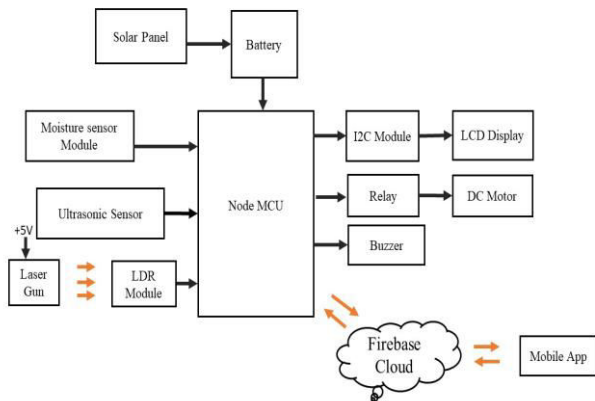 Solar Panel
Battery
Moisture sensor
Module
I2C Module
LCD Display
Node MCU
Relay
DC Motor
Ultrasonic Sensor
+5V
Buzzer
Laser
Gun
LDR
Module
Firebase
Cloud
Mobile App